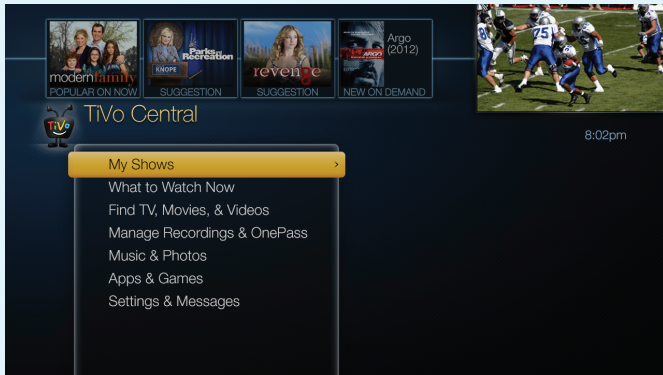 modernfamily
POPULAR ON NOW
Parks and
Recreation
KNOPE
SUGGESTION
revenge
SUGGESTION
ARGO
Argo
(2012)
NEW ON DEMAND
75
TiVo
TiVo Central
8:02pm
My Shows
What to Watch Now
Find TV, Movies, & Videos
Manage Recordings & OnePass
Music & Photos
Apps & Games
Settings & Messages